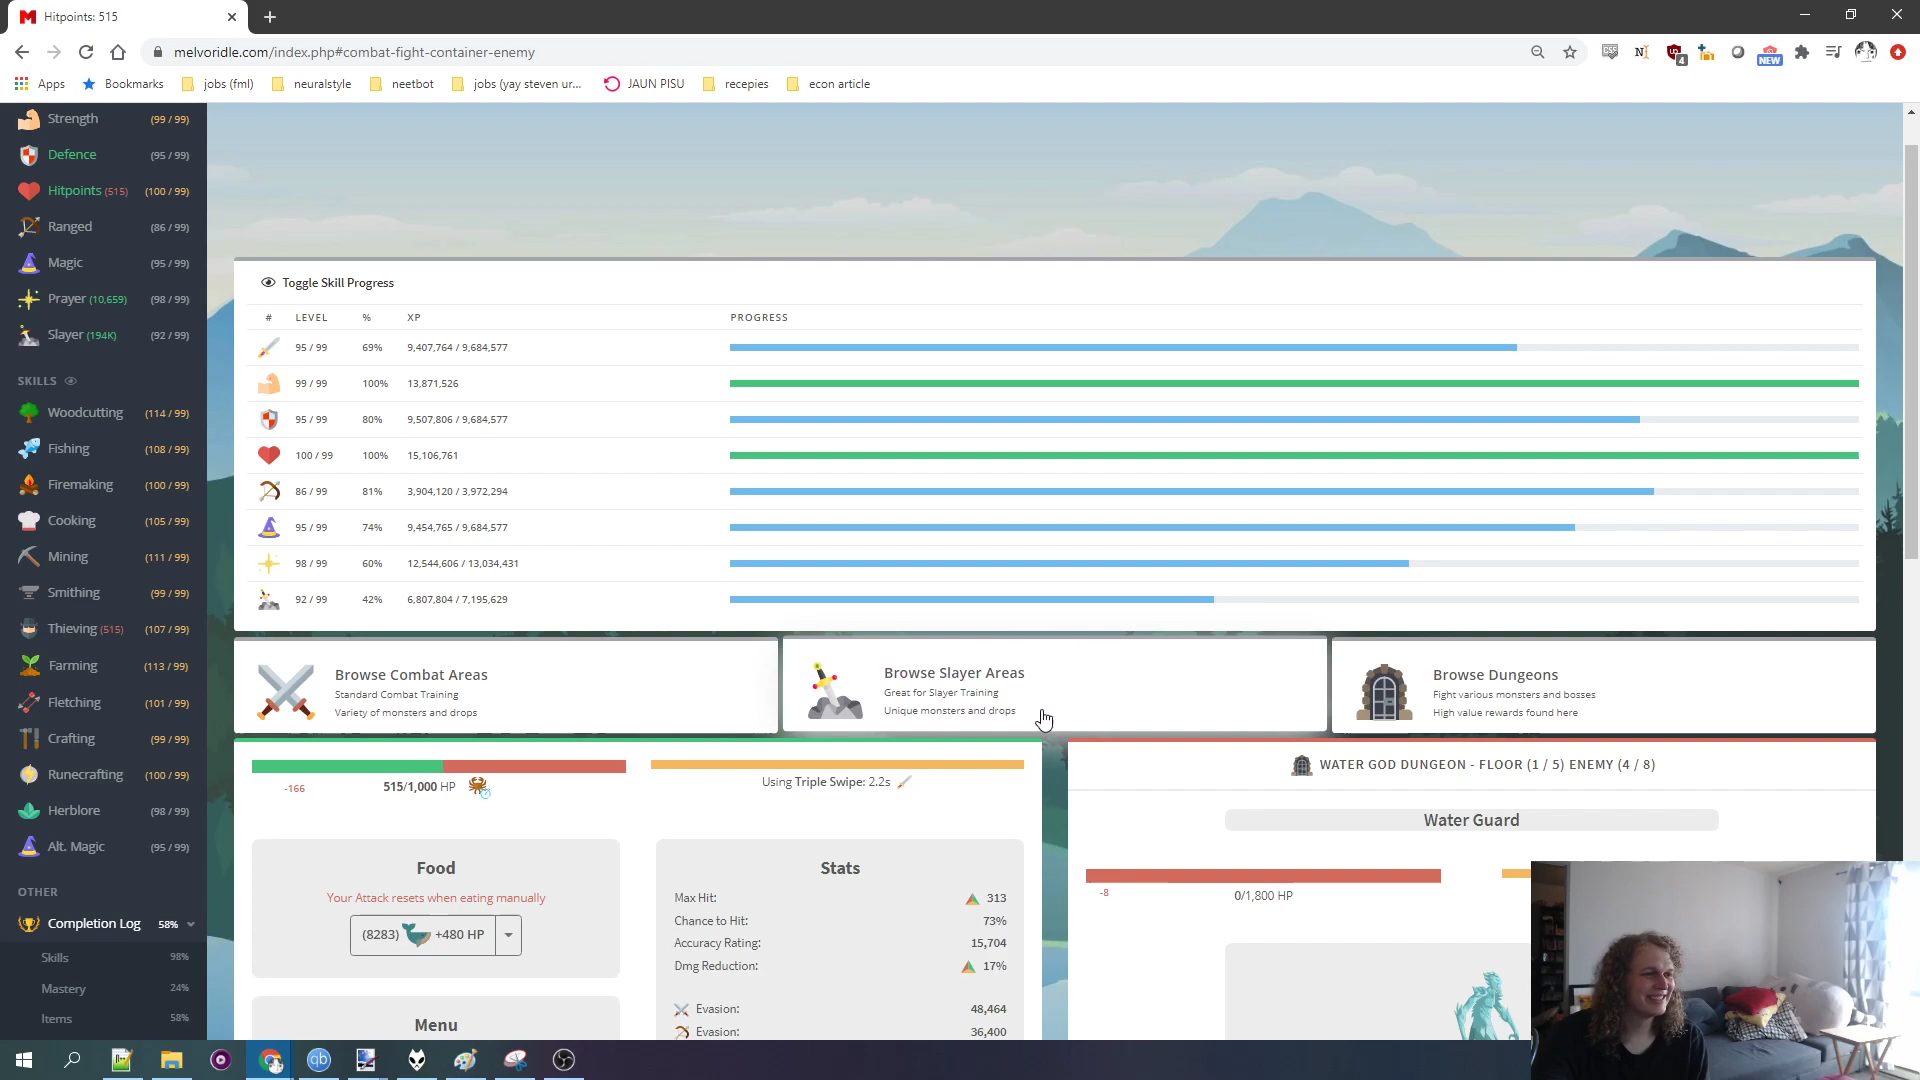 Hitpoints: 515
melvoridle.com/index.php#combat-fight-container-enemy
4
NEW
Apps
Bookmarks
jobs (fml)
neuralstyle
neetbot
jobs (yay steven ur...
JAUN PISU
recepies
econ article
Strength (99 / 99)
Defence (95 / 99)
Hitpoints (515) (100 / 99)
Ranged (86 / 99)
Magic (95 / 99)
Prayer (10,659) (98 / 99)
Slayer (194K) (92 / 99)
SKILLS
Woodcutting (114 / 99)
Fishing (108 / 99)
Firemaking (100 / 99)
Cooking (105 / 99)
Mining (111 / 99)
Smithing (99 / 99)
Thieving (515) (107 / 99)
Farming (113 / 99)
Fletching (101 / 99)
Crafting (99 / 99)
Runecrafting (100 / 99)
Herblore (98 / 99)
Alt. Magic (95 / 99)
OTHER
Completion Log 58%
Skills 98%
Mastery 24%
Items 58%
Toggle Skill Progress
# LEVEL % XP PROGRESS
95 / 99 69% 9,407,764 / 9,684,577
99 / 99 100% 13,871,526
95 / 99 80% 9,507,806 / 9,684,577
100 / 99 100% 15,106,761
86 / 99 81% 3,904,120 / 3,972,294
95 / 99 74% 9,454,765 / 9,684,577
98 / 99 60% 12,544,606 / 13,034,431
92 / 99 42% 6,807,804 / 7,195,629
Browse Combat Areas
Standard Combat Training
Variety of monsters and drops
Browse Slayer Areas
Great for Slayer Training
Unique monsters and drops
Browse Dungeons
Fight various monsters and bosses
High value rewards found here
-166
515/1,000 HP
Using Triple Swipe: 2.2s
Food
Your Attack resets when eating manually
(8283) +480 HP
Menu
Stats
Max Hit: 313
Chance to Hit: 73%
Accuracy Rating: 15,704
Dmg Reduction: 17%
Evasion: 48,464
Evasion: 36,400
WATER GOD DUNGEON - FLOOR (1 / 5) ENEMY (4 / 8)
Water Guard
-8
0/1,800 HP
qb